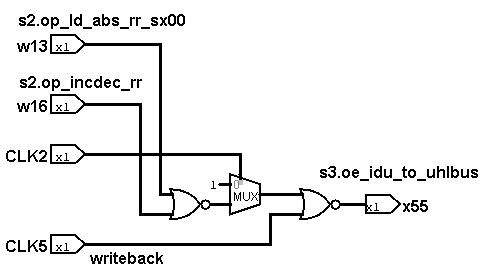 s2.op_ld_abs_rr_sx00
w13 x1
s2.op_incdec_rr
w16 x1
CLK2 x1
s3.oe_idu_to_uhlbus
1 0
MUX
x1 x55
CLK5 x1
writeback